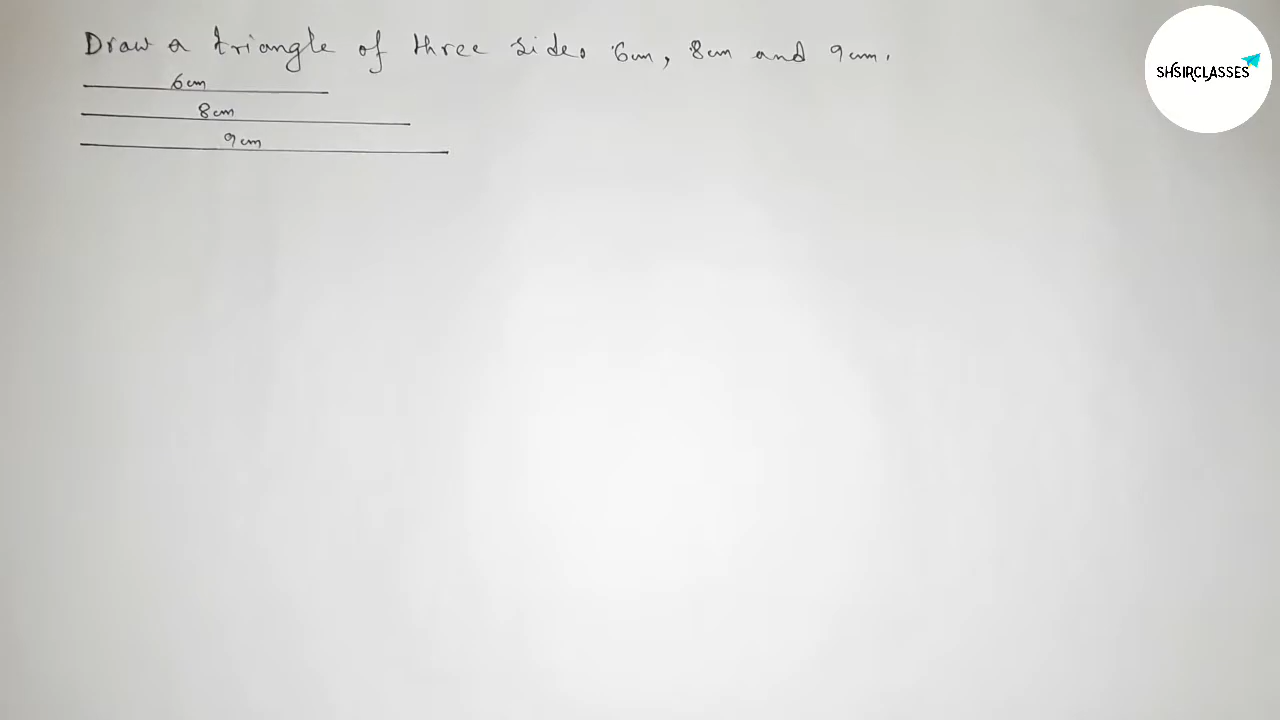 Draw a triangle of three sides 6cm, 8cm and 9cm.
6cm
8cm
9cm
SHSIRCLASSES